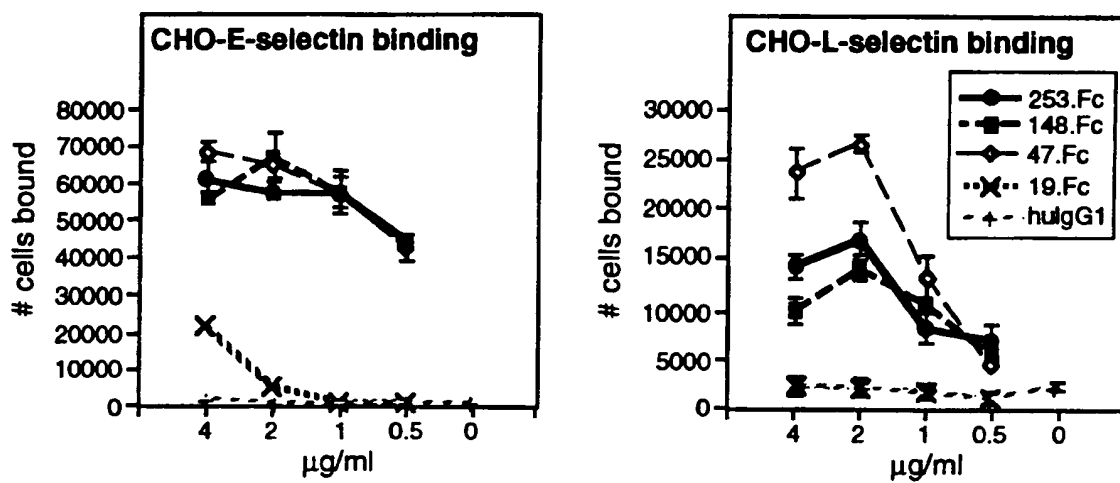 CHO-E-selectin binding
# cells bound
80000
70000
60000
50000
40000
30000
20000
10000
0
4 2 1 0.5 0
µg/ml
CHO-L-selectin binding
253.Fc
148.Fc
47.Fc
19.Fc
huIgG1
# cells bound
30000
25000
20000
15000
10000
5000
0
4 2 1 0.5 0
µg/ml